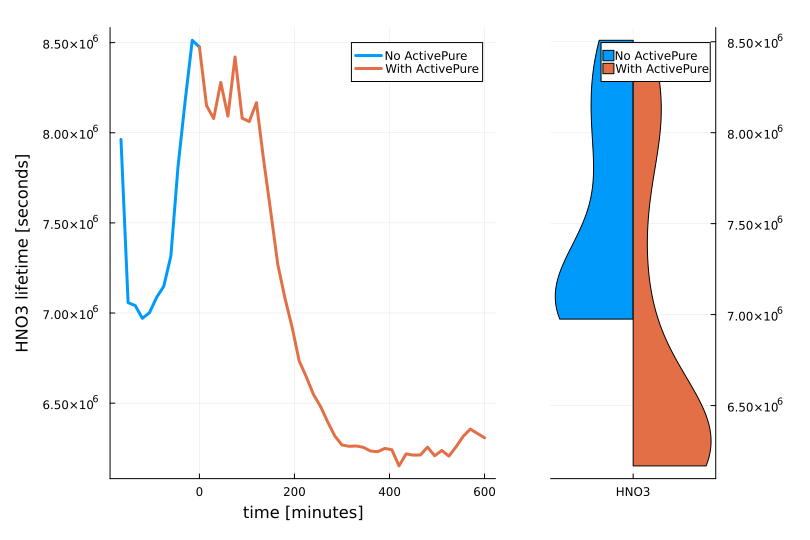 HNO3 lifetime [seconds]
8.50×10⁶
8.00×10⁶
7.50×10⁶
7.00×10⁶
6.50×10⁶
0 200 400 600
time [minutes]
No ActivePure
With ActivePure
No ActivePure
With ActivePure
8.50×10⁶
8.00×10⁶
7.50×10⁶
7.00×10⁶
6.50×10⁶
HNO3